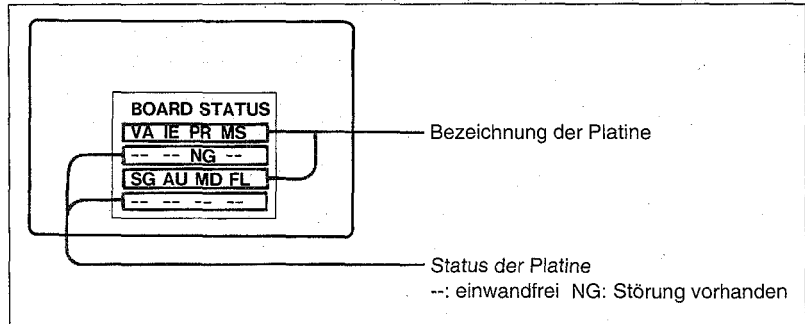 BOARD STATUS
VA IE PR MS
-- -- NG --
SG AU MD FL
-- -- -- --
Bezeichnung der Platine
Status der Platine
--: einwandfrei NG: Störung vorhanden